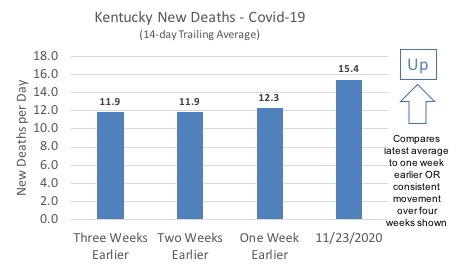 Kentucky New Deaths - Covid-19
(14-day Trailing Average)
New Deaths per Day
18.0
16.0
14.0
12.0
10.0
8.0
6.0
4.0
2.0
0.0
11.9
11.9
12.3
15.4
Three Weeks
Earlier
Two Weeks
Earlier
One Week
Earlier
11/23/2020
Up
Compares
latest average
to one week
earlier OR
consistent
movement
over four
weeks shown